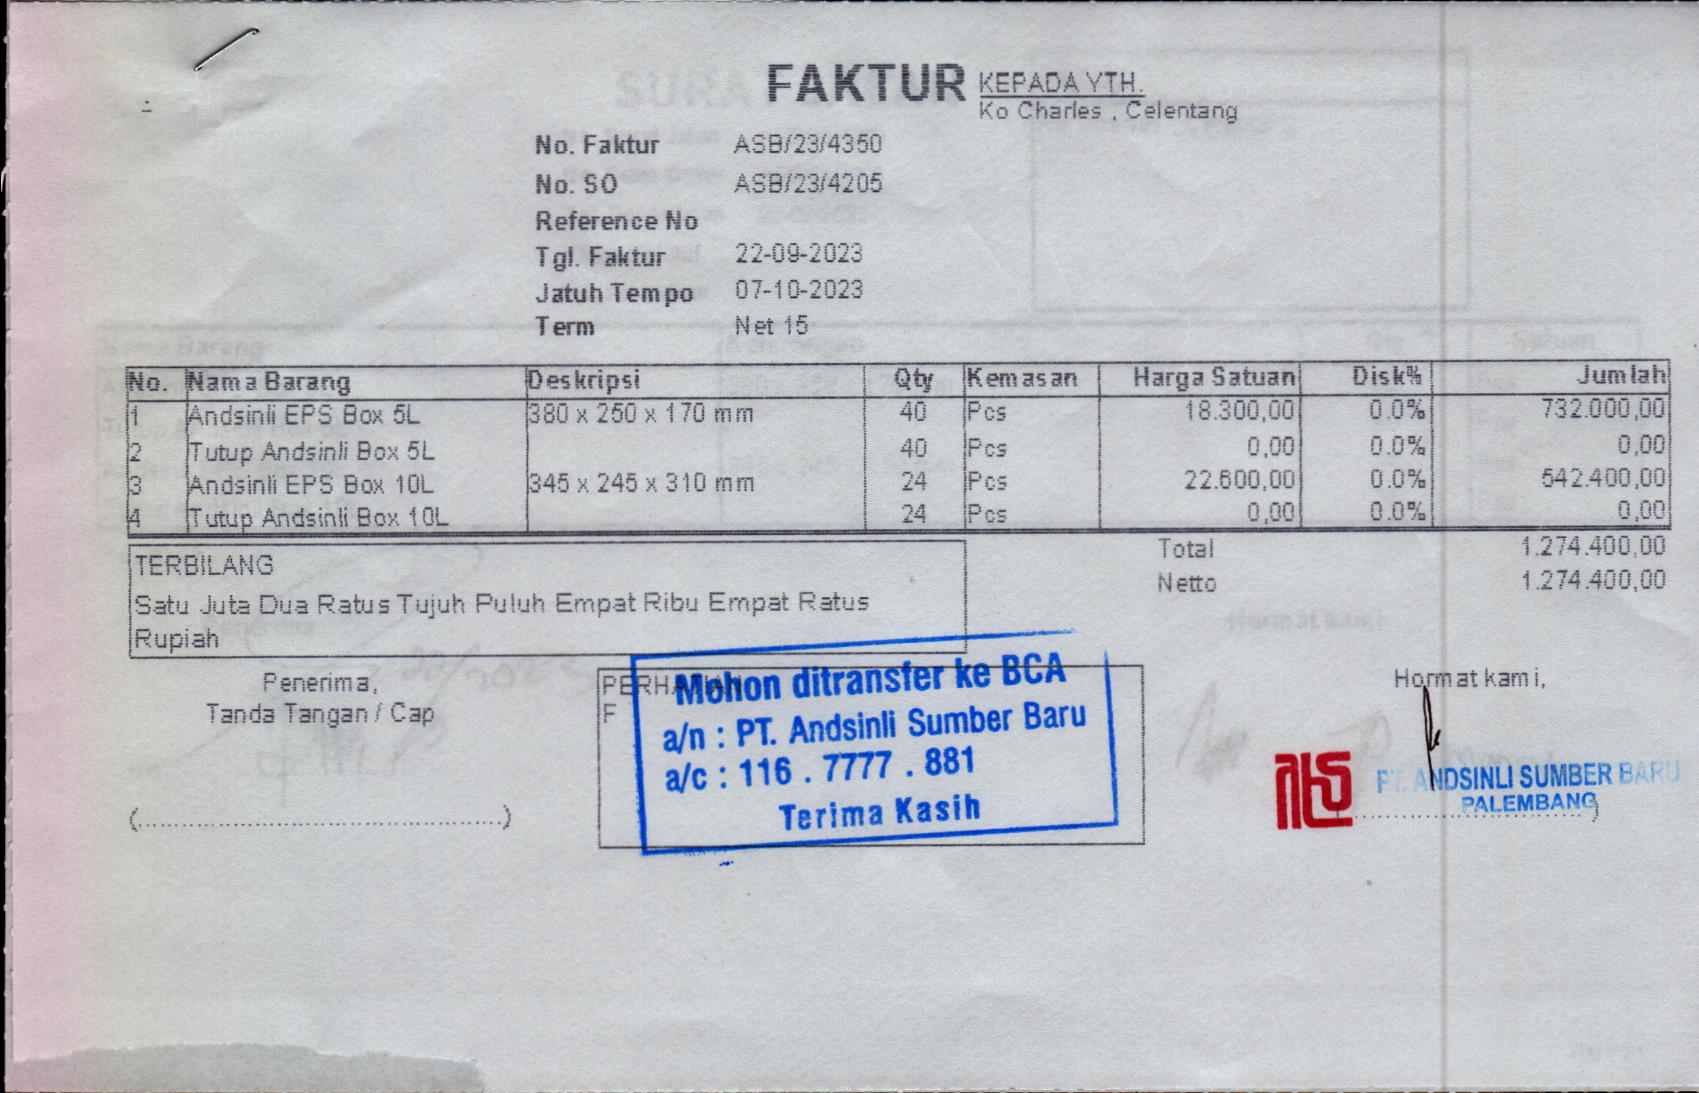 FAKTUR
KEPADA YTH.
Ko Charles , Celentang
No. Faktur ASB/23/4350
No. SO ASB/23/4205
Reference No
Tgl. Faktur 22-09-2023
Jatuh Tempo 07-10-2023
Term Net 15
No. Nama Barang Deskripsi Qty Kemasan Harga Satuan Disk% Jumlah
1 Andsinli EPS Box 5L 380 x 250 x 170 mm 40 Pcs 18.300,00 0.0% 732.000,00
2 Tutup Andsinli Box 5L 40 Pcs 0,00 0.0% 0,00
3 Andsinli EPS Box 10L 345 x 245 x 310 mm 24 Pcs 22.600,00 0.0% 542.400,00
4 Tutup Andsinli Box 10L 24 Pcs 0,00 0.0% 0,00
Total 1.274.400,00
Netto 1.274.400,00
TERBILANG
Satu Juta Dua Ratus Tujuh Puluh Empat Ribu Empat Ratus
Rupiah
Penerima,
Tanda Tangan / Cap
(....................................................)
Mohon ditransfer ke BCA
a/n : PT. Andsinli Sumber Baru
a/c : 116 . 7777 . 881
Terima Kasih
Hormat kami,
PT. ANDSINLI SUMBER BARU
PALEMBANG